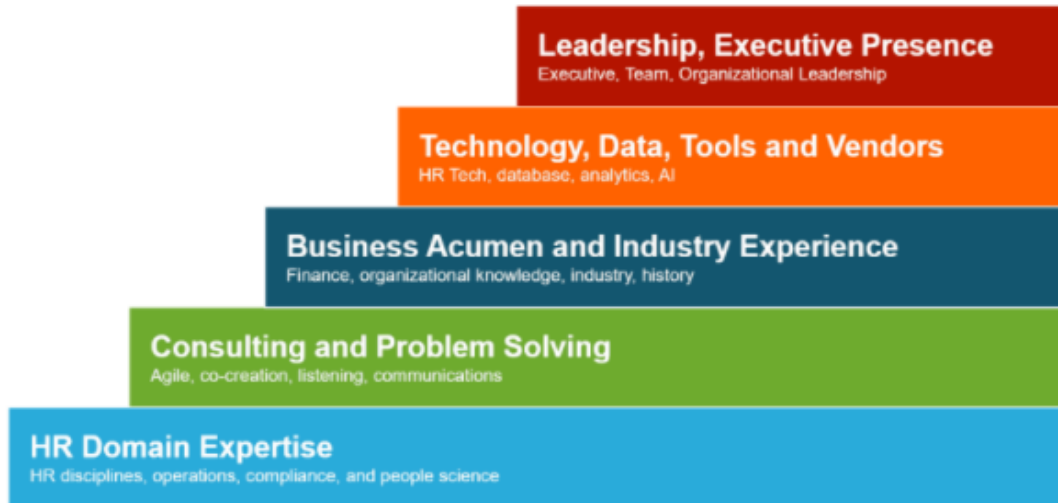 Leadership, Executive Presence
Executive, Team, Organizational Leadership
Technology, Data, Tools and Vendors
HR Tech, database, analytics, AI
Business Acumen and Industry Experience
Finance, organizational knowledge, industry, history
Consulting and Problem Solving
Agile, co-creation, listening, communications
HR Domain Expertise
HR disciplines, operations, compliance, and people science